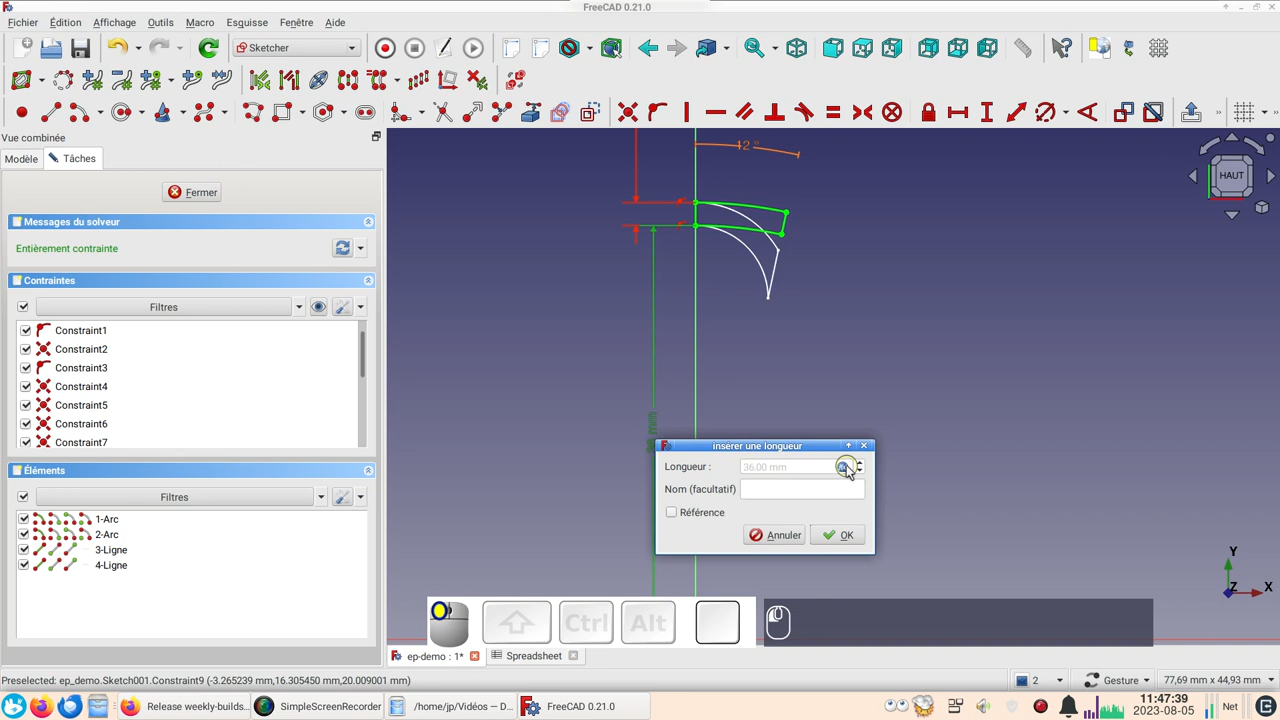 FreeCAD 0.21.0
Fichier Édition Affichage Outils Macro Esquisse Fenêtre Aide
Sketcher
Vue combinée
Modèle Tâches
Fermer
Messages du solveur
Entièrement contrainte
Contraintes
Filtres
Constraint1
Constraint2
Constraint3
Constraint4
Constraint5
Constraint6
Constraint7
Éléments
Filtres
1-Arc
2-Arc
3-Ligne
4-Ligne
12 °
HAUT
mm
insérer une longueur
Longueur : 36.00 mm
Nom (facultatif)
Référence
Annuler OK
Y
Z X
Ctrl Alt
ep-demo : 1* Spreadsheet
Preselected: ep_demo.Sketch001.Constraint9 (-3.265239 mm,16.305450 mm,20.009001 mm) 2 Gesture 77,69 mm x 44,93 mm
Release weekly-builds... SimpleScreenRecorder /home/jp/Vidéos — D... FreeCAD 0.21.0 Net
11:47:39
2023-08-05